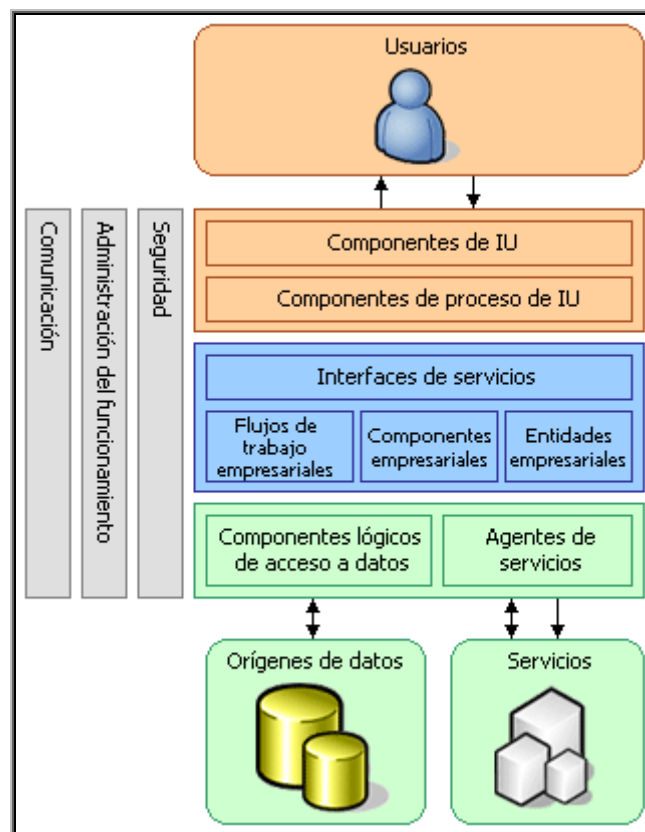 Usuarios
Comunicación
Administración del funcionamiento
Seguridad
Componentes de IU
Componentes de proceso de IU
Interfaces de servicios
Flujos de
trabajo
empresariales
Componentes
empresariales
Entidades
empresariales
Componentes lógicos
de acceso a datos
Agentes de
servicios
Orígenes de datos
Servicios